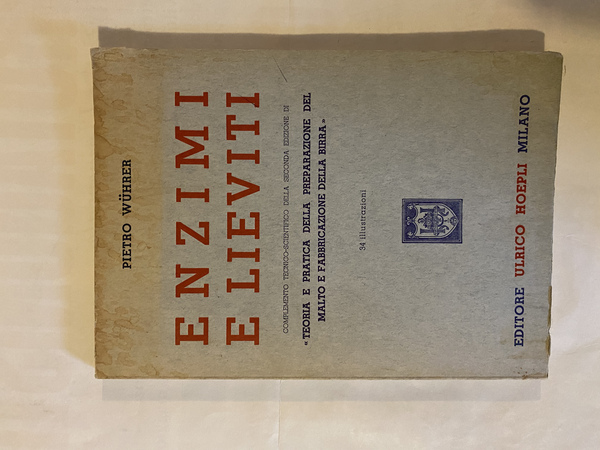 PIETRO WÜHRER
ENZIMI
E LIEVITI
COMPLEMENTO TECNICO-SCIENTIFICO DELLA SECONDA EDIZIONE DI
«TEORIA E PRATICA DELLA PREPARAZIONE DEL
MALTO E FABBRICAZIONE DELLA BIRRA»
34 illustrazioni
EDITORE ULRICO HOEPLI MILANO